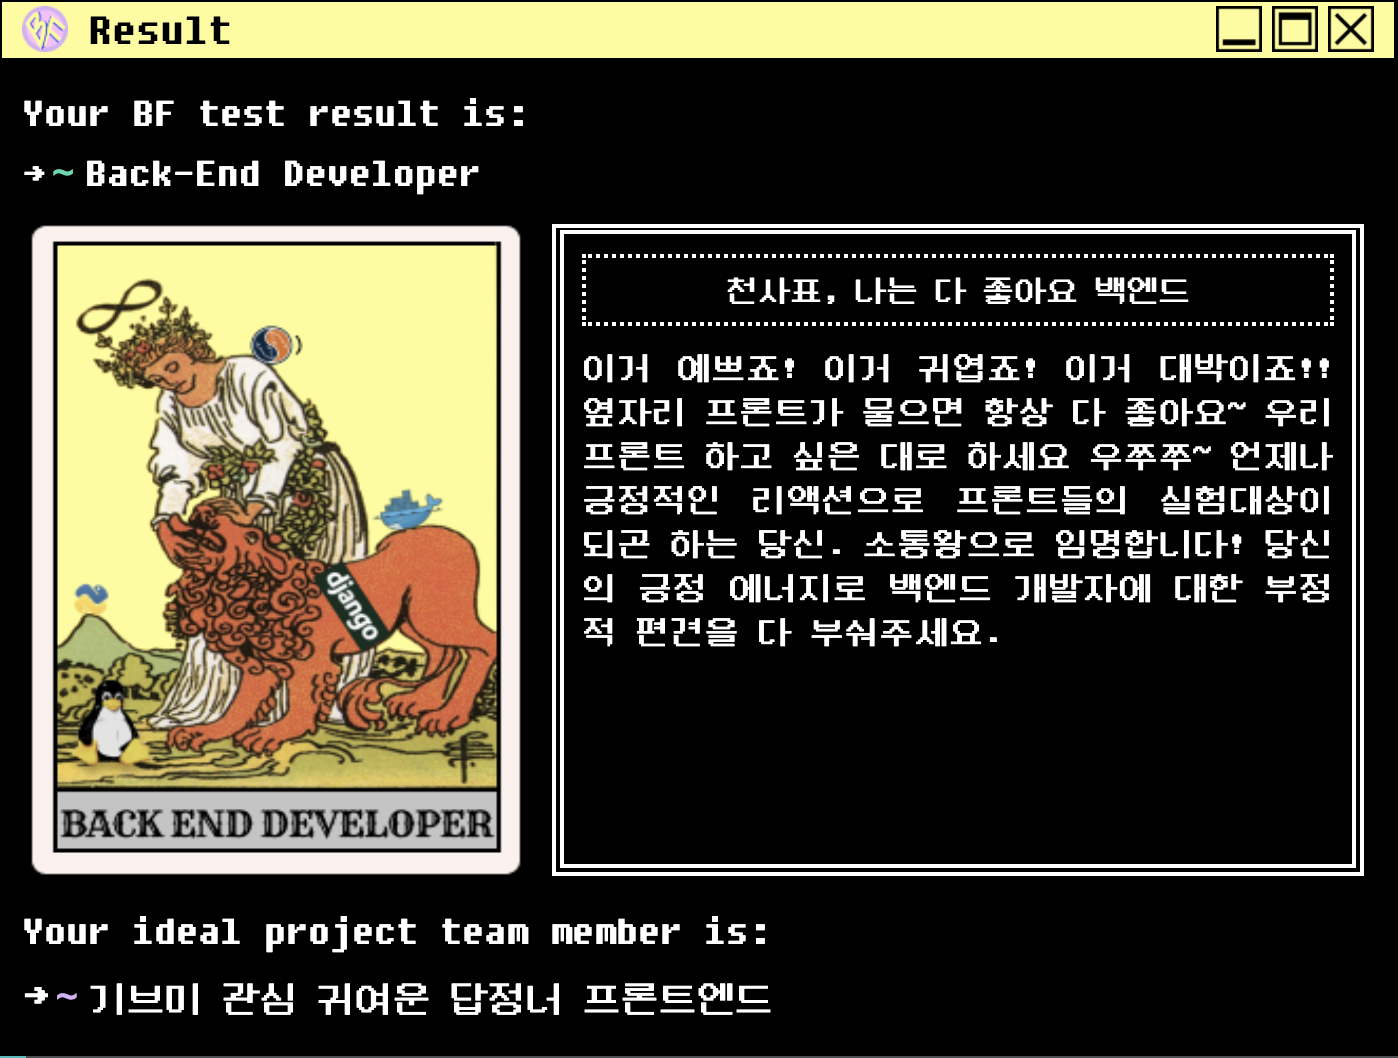 Result
Your BF test result is:
→~Back-End Developer
django
BACK END DEVELOPER
천사표, 나는 다 좋아요 백엔드
이거 예쁘죠! 이거 귀엽죠! 이거 대박이죠!!
옆자리 프론트가 물으면 항상 다 좋아요~ 우리
프론트 하고 싶은 대로 하세요 우쭈쭈~ 언제나
긍정적인 리액션으로 프론트들의 실험대상이
되곤 하는 당신. 소통왕으로 임명합니다! 당신
의 긍정 에너지로 백엔드 개발자에 대한 부정
적 편견을 다 부숴주세요.
Your ideal project team member is:
→~기브미 관심 귀여운 답정너 프론트엔드